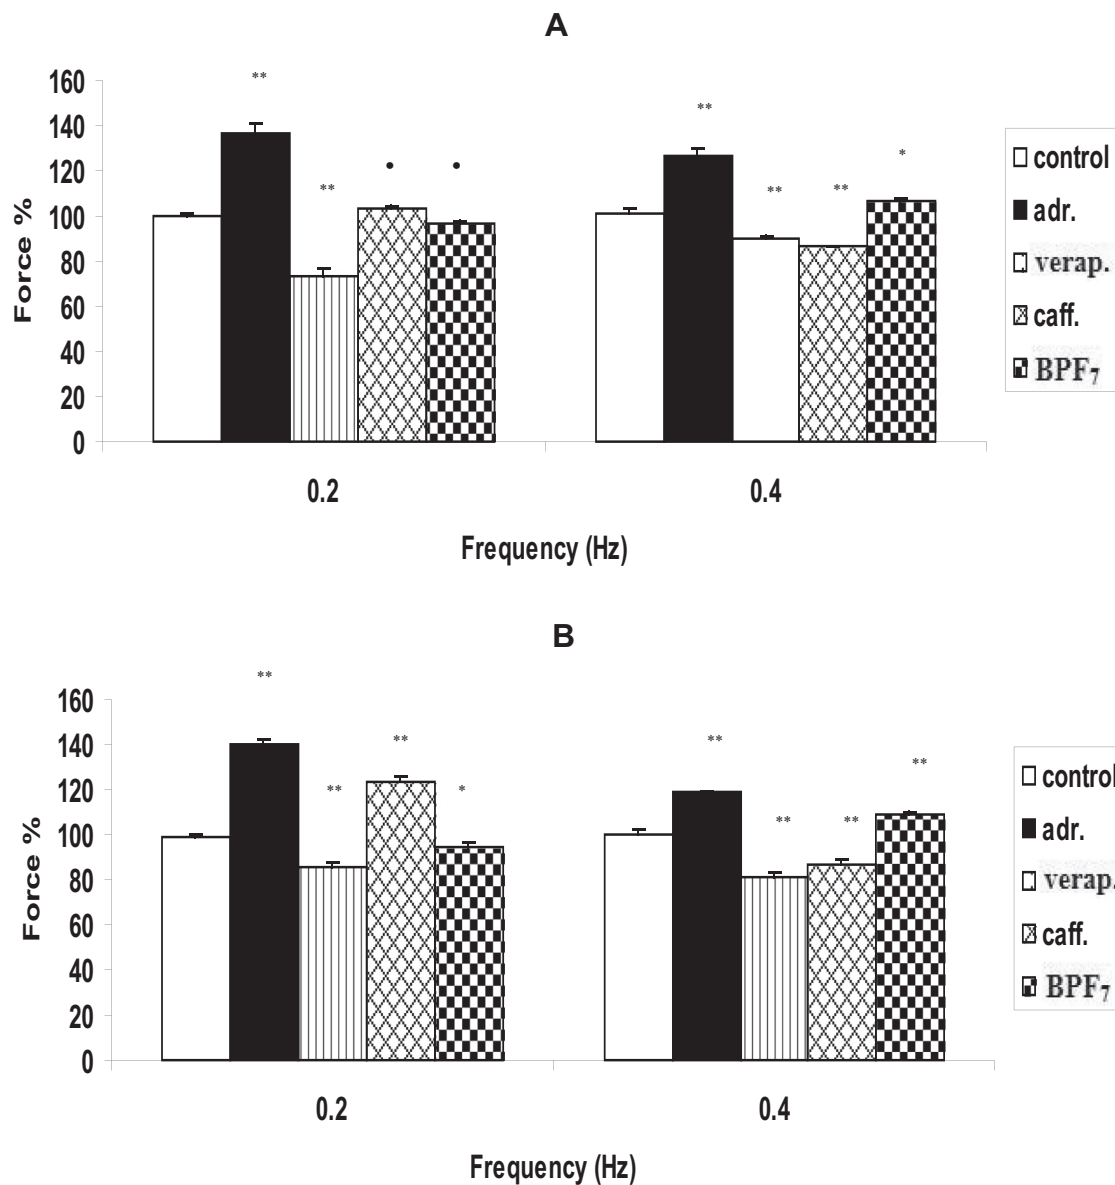 A
160
140
120
100
80
60
40
20
0
Force %
** ** • •
** ** ** *
0.2 0.4
Frequency (Hz)
control
adr.
verap.
caff.
BPF7
B
160
140
120
100
80
60
40
20
0
Force %
** ** ** *
** ** ** **
0.2 0.4
Frequency (Hz)
control
adr.
verap.
caff.
BPF7